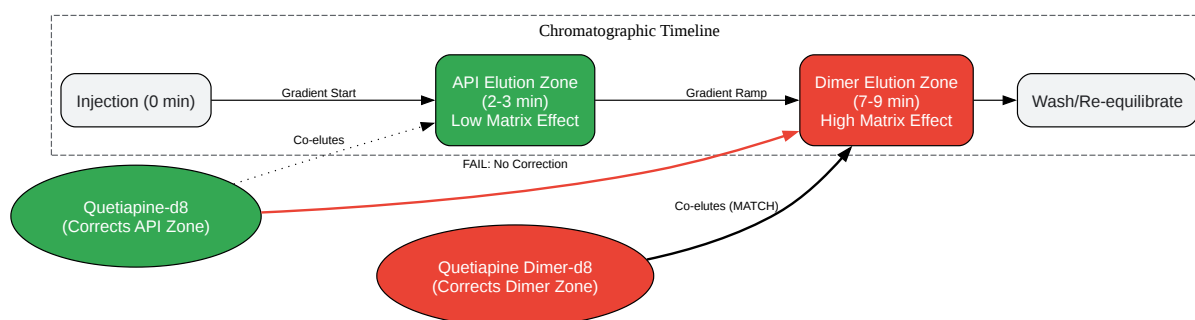 Chromatographic Timeline
Injection (0 min)
Gradient Start
API Elution Zone
(2-3 min)
Low Matrix Effect
Gradient Ramp
Dimer Elution Zone
(7-9 min)
High Matrix Effect
Wash/Re-equilibrate
Co-elutes
FAIL: No Correction
Quetiapine-d8
(Corrects API Zone)
Co-elutes (MATCH)
Quetiapine Dimer-d8
(Corrects Dimer Zone)